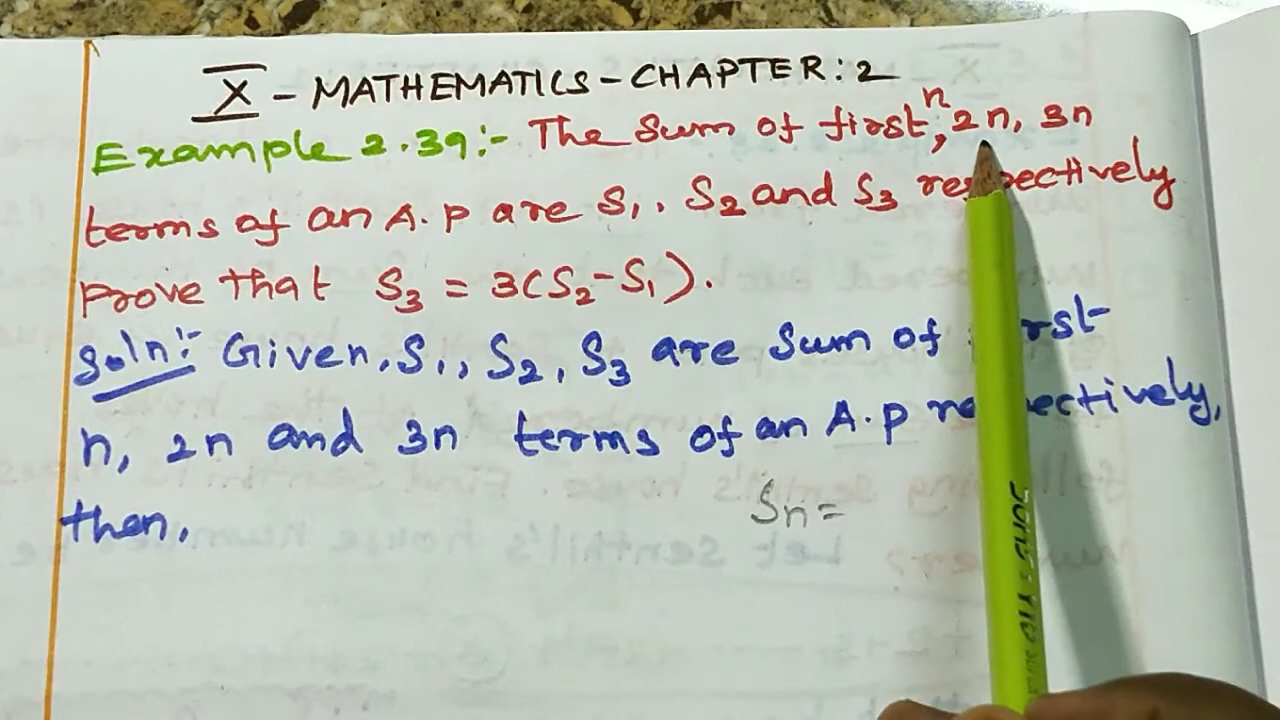 X - MATHEMATICS - CHAPTER: 2
Example 2.39:- The Sum of first n, 2n, 3n
terms of an A.P are S1, S2 and S3 respectively
Prove that S3 = 3(S2-S1).
Soln:- Given, S1, S2, S3 are Sum of first
n, 2n and 3n terms of an A.P respectively,
then.
Sn=